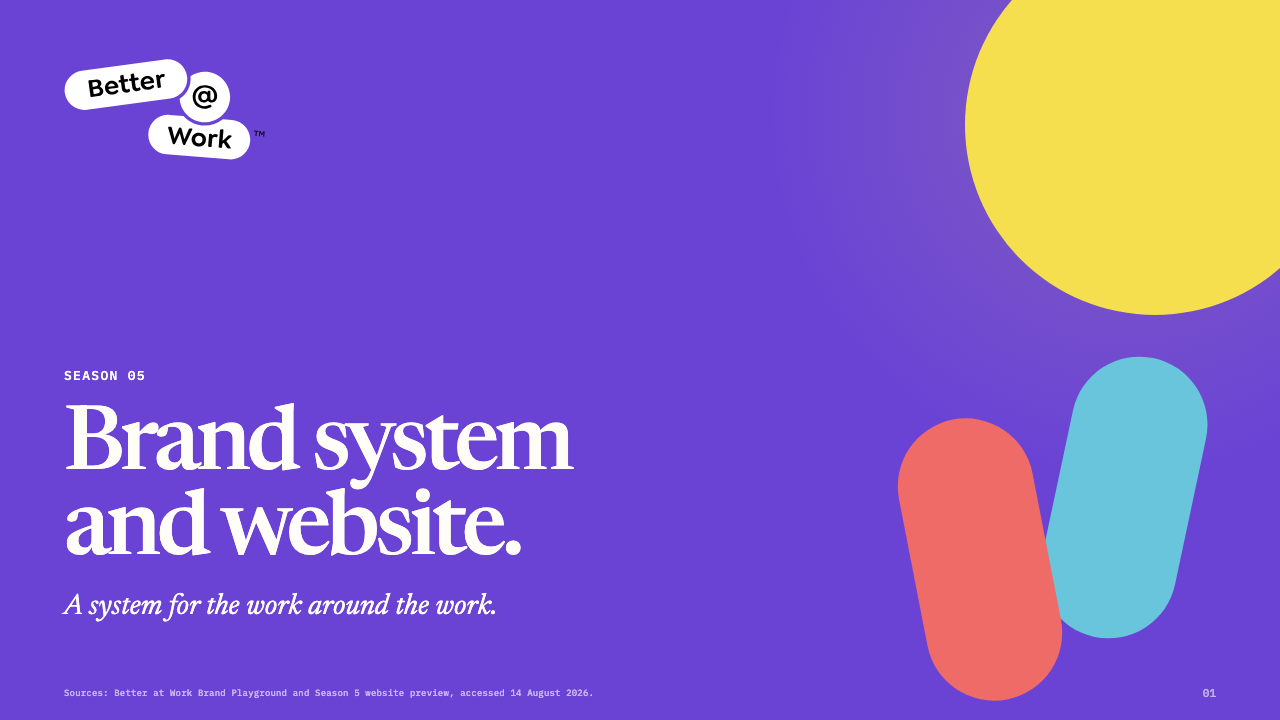 Better
@
Work ™
SEASON 05
Brand system
and website.
A system for the work around the work.
Sources: Better at Work Brand Playground and Season 5 website preview, accessed 14 August 2026.
01